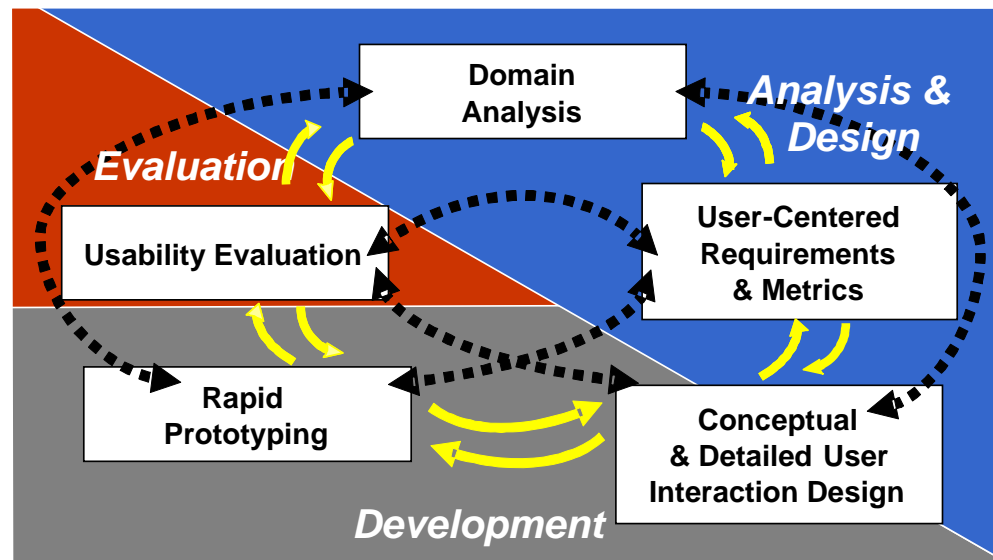 Domain
Analysis
Analysis &
Design
Evaluation
User-Centered
Requirements
& Metrics
Usability Evaluation
Rapid
Prototyping
Conceptual
& Detailed User
Interaction Design
Development